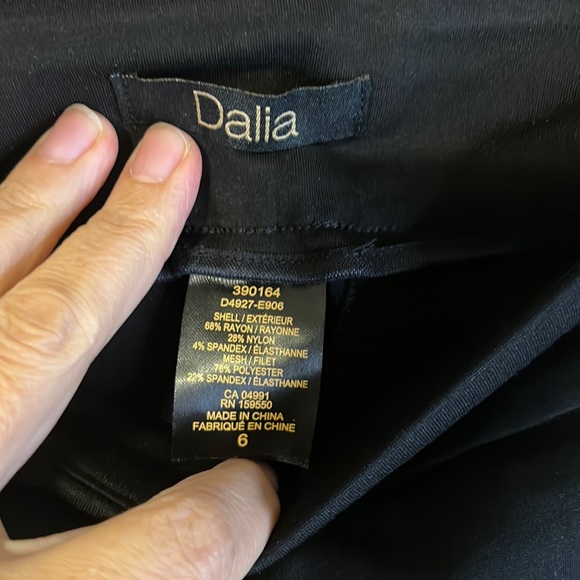 Dalia
390164
D4927-E906
SHELL / EXTÉRIEUR
68% RAYON / RAYONNE
28% NYLON
4% SPANDEX / ÉLASTHANNE
MESH / FILET
78% POLYESTER
22% SPANDEX / ÉLASTHANNE
CA 04991
RN 159550
MADE IN CHINA
FABRIQUÉ EN CHINE
6